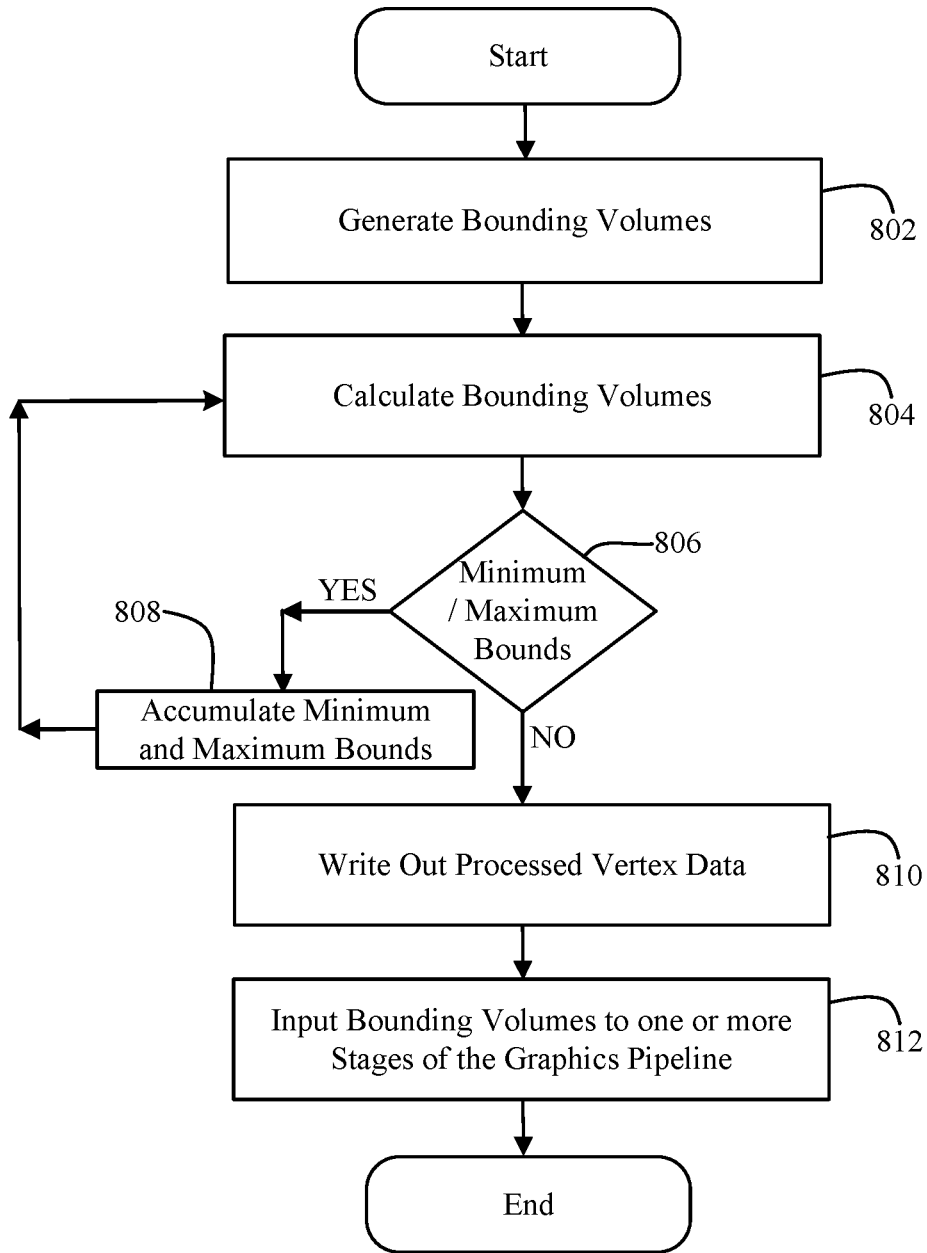 Start
Generate Bounding Volumes
802
Calculate Bounding Volumes
804
806
Minimum
/ Maximum
Bounds
YES
808
Accumulate Minimum
and Maximum Bounds
NO
Write Out Processed Vertex Data
810
Input Bounding Volumes to one or more
Stages of the Graphics Pipeline
812
End